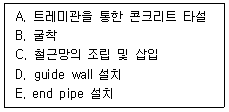 A. 트레미관을 통한 콘크리트 타설
B. 굴착
C. 철근망의 조립 및 삽입
D. guide wall 설치
E. end pipe 설치